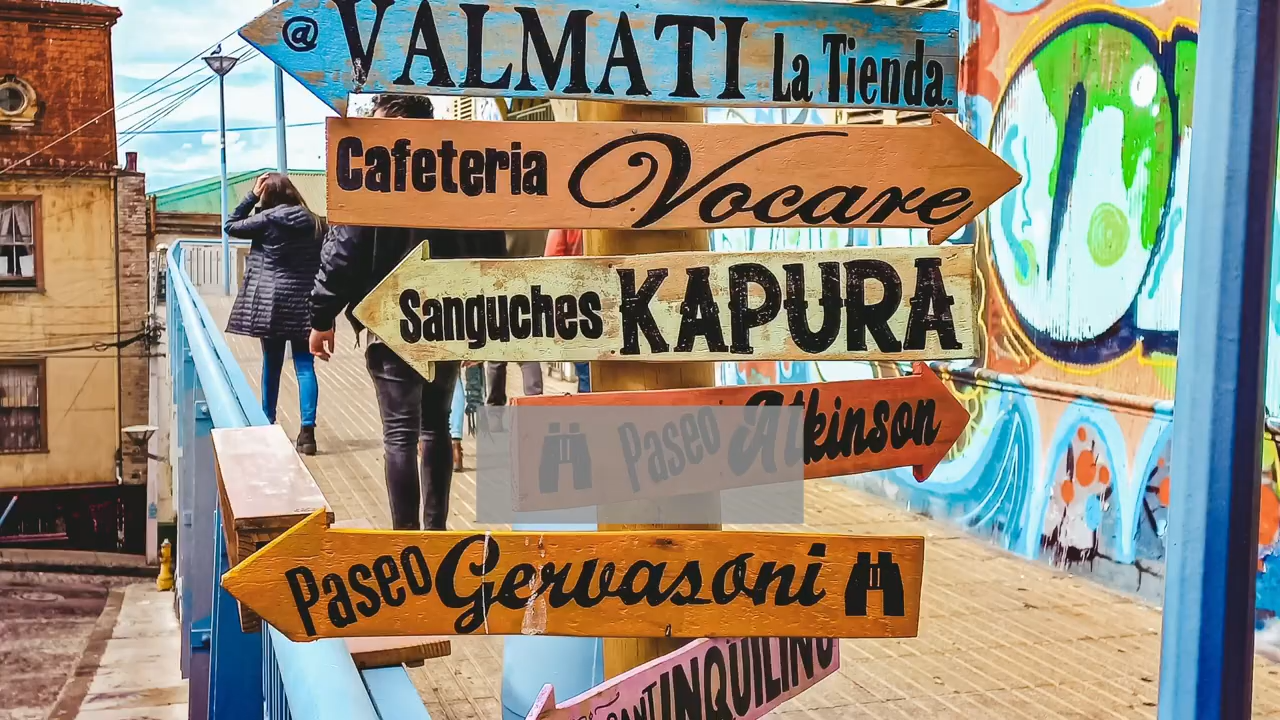 @ VALMATI La Tienda.
Cafeteria Vocare
Sanguches KAPURA
Paseo Atkinson
Paseo Gervasoni
INQUILINO